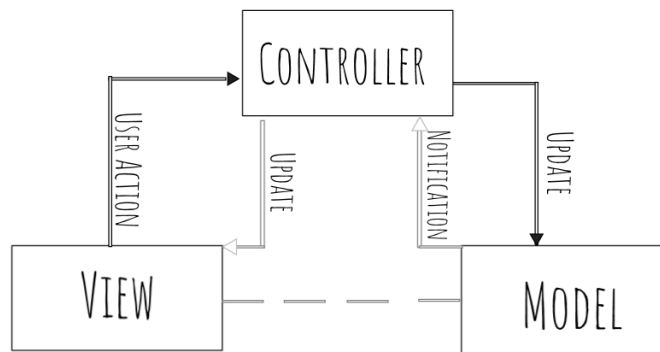 CONTROLLER
USER ACTION
UPDATE
NOTIFICATION
UPDATE
VIEW
MODEL